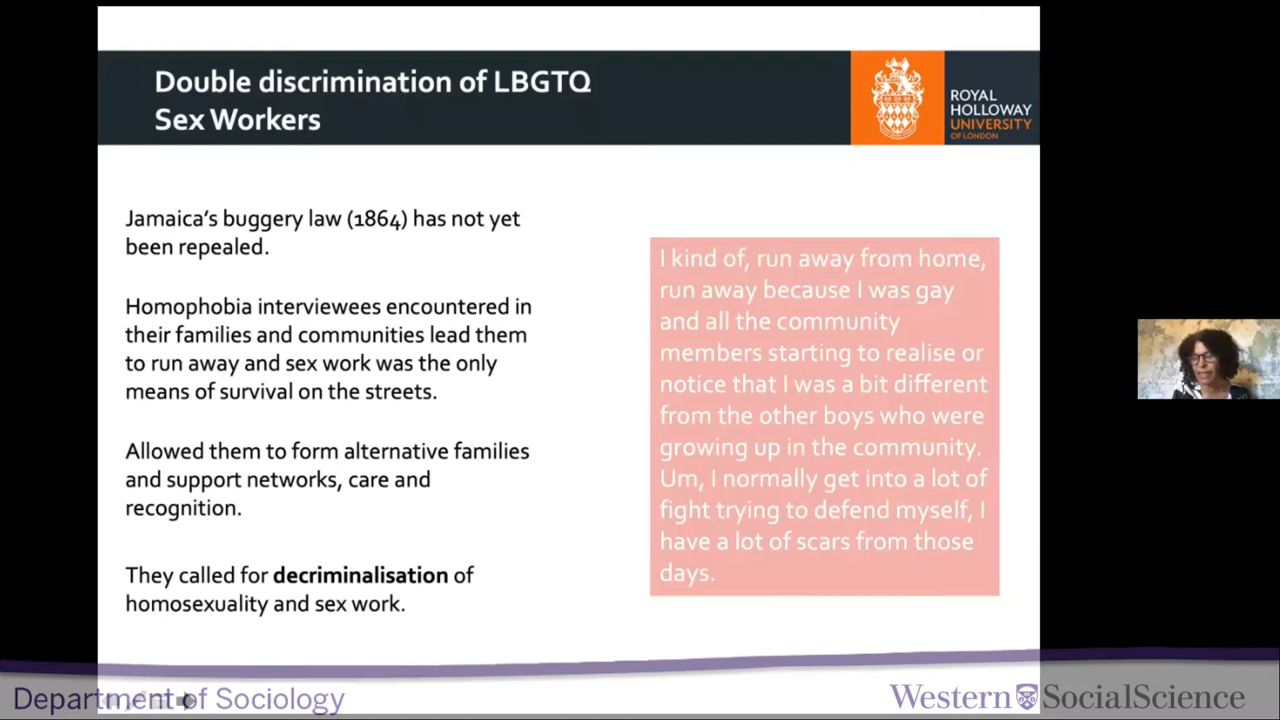 Double discrimination of LBGTQ
Sex Workers
ROYAL
HOLLOWAY
UNIVERSITY
OF LONDON
Jamaica's buggery law (1864) has not yet
been repealed.
Homophobia interviewees encountered in
their families and communities lead them
to run away and sex work was the only
means of survival on the streets.
Allowed them to form alternative families
and support networks, care and
recognition.
They called for decriminalisation of
homosexuality and sex work.
I kind of, run away from home,
run away because I was gay
and all the community
members starting to realise or
notice that I was a bit different
from the other boys who were
growing up in the community.
Um, I normally get into a lot of
fight trying to defend myself, I
have a lot of scars from those
days.
Department of Sociology
Western SocialScience